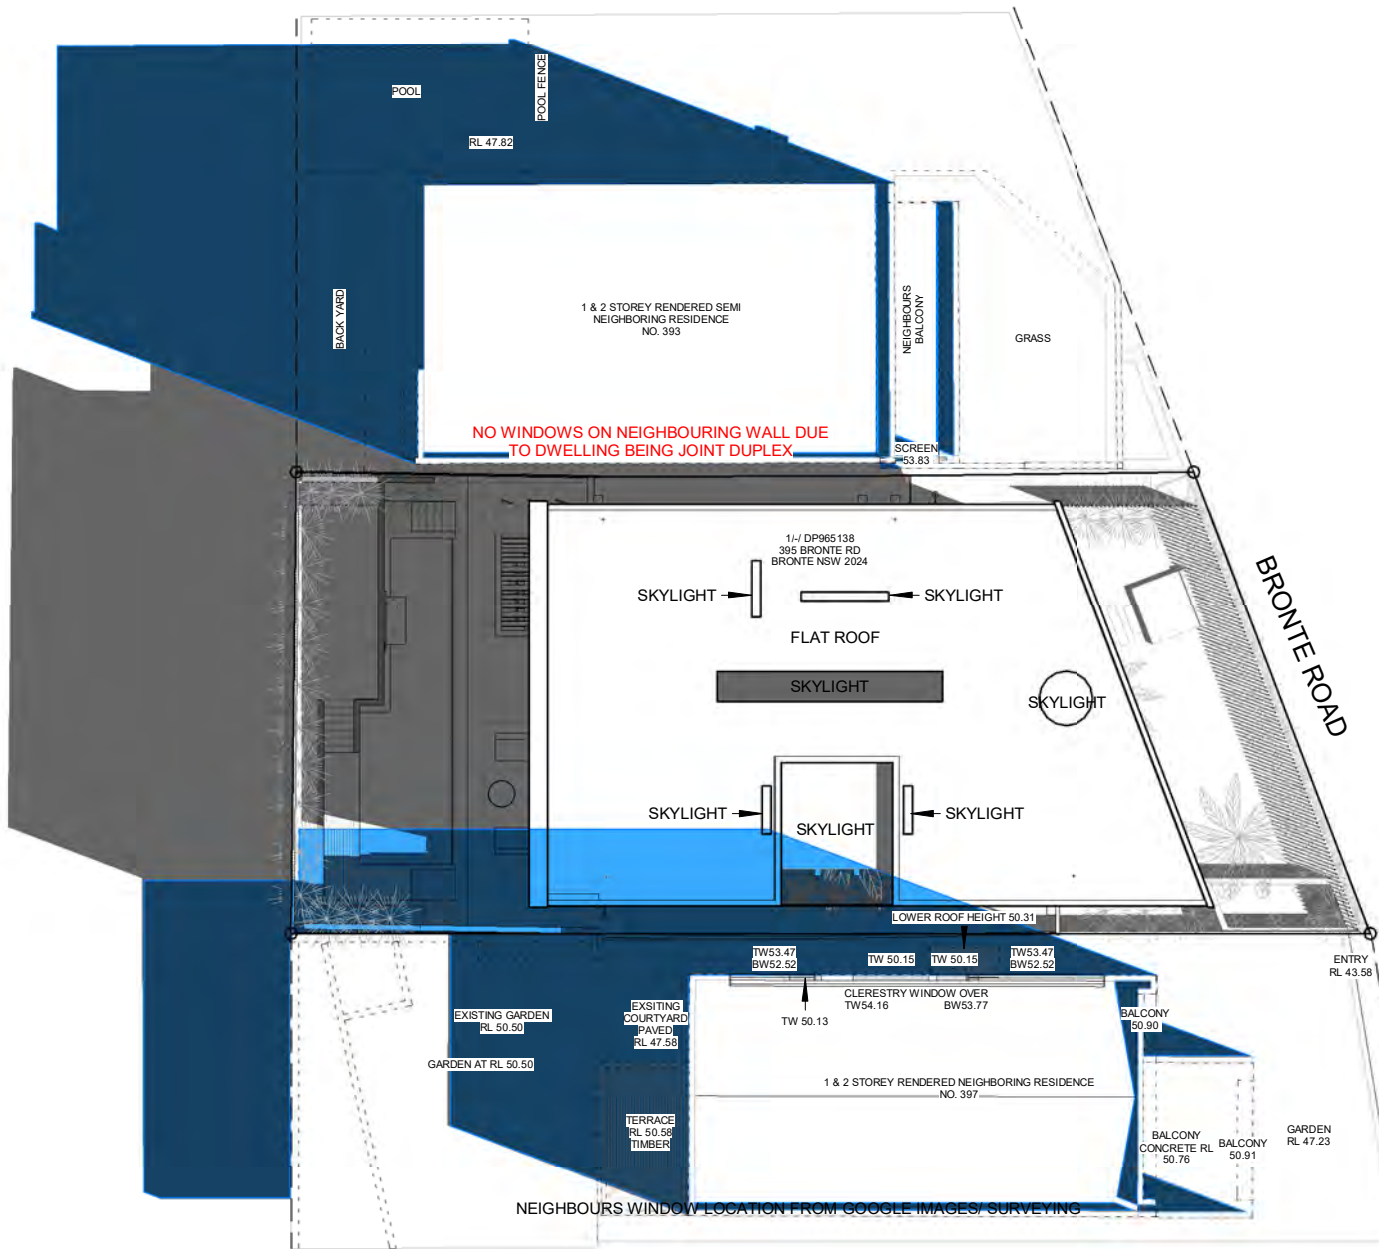 POOL
POOL FENCE
RL 47.82
BACK YARD
1 & 2 STOREY RENDERED SEMI
NEIGHBORING RESIDENCE
NO. 393
NEIGHBOURS
BALCONY
GRASS
NO WINDOWS ON NEIGHBOURING WALL DUE
TO DWELLING BEING JOINT DUPLEX
SCREEN
53.83
1/-/ DP965138
395 BRONTE RD
BRONTE NSW 2024
SKYLIGHT
SKYLIGHT
FLAT ROOF
SKYLIGHT
SKYLIGHT
BRONTE ROAD
SKYLIGHT
SKYLIGHT
SKYLIGHT
LOWER ROOF HEIGHT 50.31
TW53.47
BW52.52
TW 50.15
TW 50.15
TW53.47
BW52.52
ENTRY
RL 43.58
CLERESTRY WINDOW OVER
TW54.16
BW53.77
TW 50.13
EXISTING GARDEN
RL 50.50
EXSITING
COURTYARD
PAVED
RL 47.58
BALCONY
50.90
GARDEN AT RL 50.50
1 & 2 STOREY RENDERED NEIGHBORING RESIDENCE
NO. 397
TERRACE
RL 50.58
TIMBER
BALCONY
CONCRETE RL
50.76
BALCONY
50.91
GARDEN
RL 47.23
NEIGHBOURS WINDOW LOCATION FROM GOOGLE IMAGES/ SURVEYING